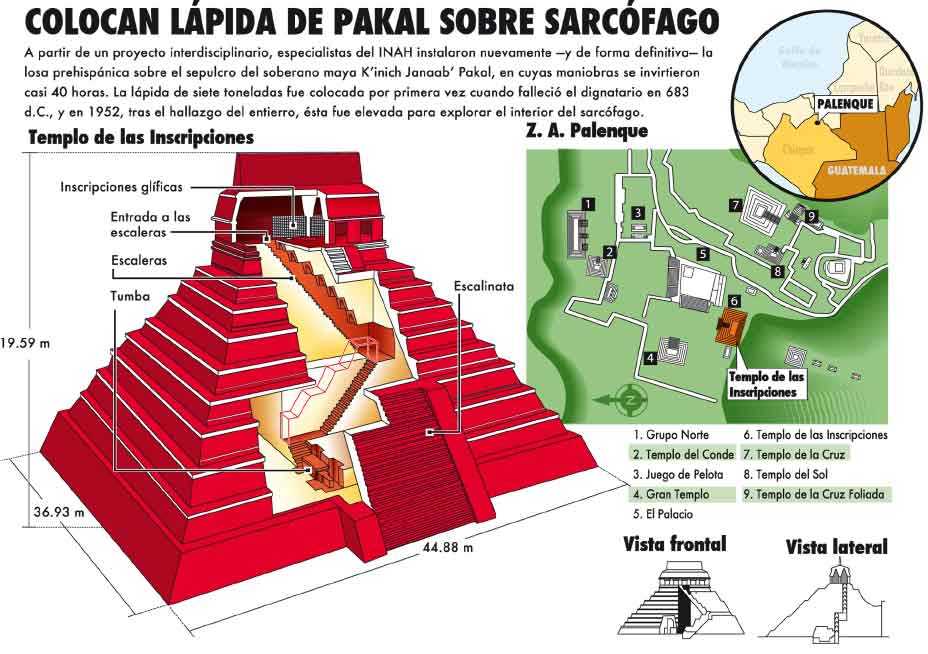 COLOCAN LÁPIDA DE PAKAL SOBRE SARCÓFAGO
A partir de un proyecto interdisciplinario, especialistas del INAH instalaron nuevamente —y de forma definitiva— la
losa prehispánica sobre el sepulcro del soberano maya K'inich Janaab' Pakal, en cuyas maniobras se invirtieron
casi 40 horas. La lápida de siete toneladas fue colocada por primera vez cuando falleció el dignatario en 683
d.C., y en 1952, tras el hallazgo del entierro, ésta fue elevada para explorar el interior del sarcófago.
Templo de las Inscripciones
Inscripciones glíficas
Entrada a las
escaleras
Escaleras
Tumba
Escalinata
19.59 m
36.93 m
44.88 m
Z. A. Palenque
Golfo de
México
PALENQUE
Chiapas
GUATEMALA
1
2
3
4
5
6
7
8
9
Templo de las
Inscripciones
Z
1. Grupo Norte
2. Templo del Conde
3. Juego de Pelota
4. Gran Templo
5. El Palacio
6. Templo de las Inscripciones
7. Templo de la Cruz
8. Templo del Sol
9. Templo de la Cruz Foliada
Vista frontal
Vista lateral